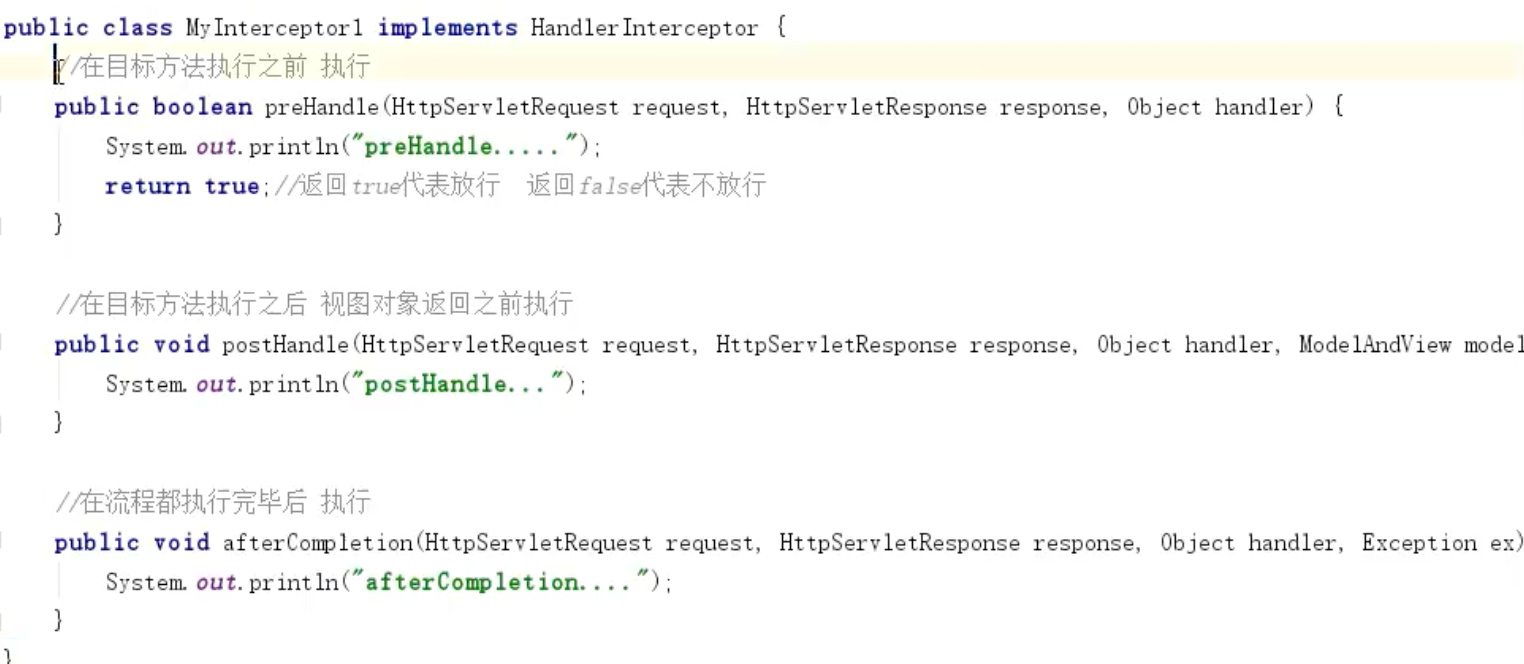 public class MyInterceptor1 implements HandlerInterceptor {
//在目标方法执行之前 执行
public boolean preHandle(HttpServletRequest request, HttpServletResponse response, Object handler) {
System.out.println("preHandle.....");
return true;//返回true代表放行  返回false代表不放行
}
//在目标方法执行之后 视图对象返回之前执行
public void postHandle(HttpServletRequest request, HttpServletResponse response, Object handler, ModelAndView model
System.out.println("postHandle...");
}
//在流程都执行完毕后 执行
public void afterCompletion(HttpServletRequest request, HttpServletResponse response, Object handler, Exception ex)
System.out.println("afterCompletion....");
}
}